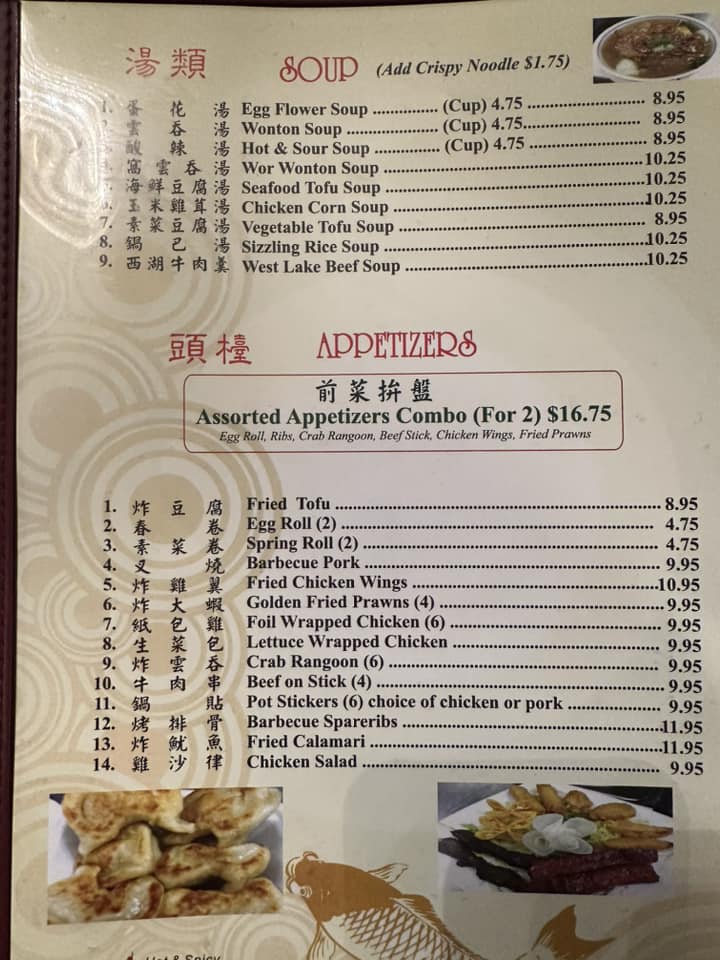 湯類 SOUP (Add Crispy Noodle $1.75)
1. 蛋花湯 Egg Flower Soup ............... (Cup) 4.75 ........................... 8.95
雲吞湯 Wonton Soup ..................... (Cup) 4.75........................... 8.95
酸辣湯 Hot & Sour Soup ............... (Cup) 4.75 ........................... 8.95
窩雲吞湯 Wor Wonton Soup ............................................................10.25
海鮮豆腐湯 Seafood Tofu Soup ............................................................10.25
玉米雞茸湯 Chicken Corn Soup ..........................................................10.25
7. 素菜豆腐湯 Vegetable Tofu Soup .......................................................... 8.95
8. 鍋巴湯 Sizzling Rice Soup ............................................................10.25
9. 西湖牛肉羹 West Lake Beef Soup ........................................................10.25
頭檯 APPETIZERS
前菜拚盤
Assorted Appetizers Combo (For 2) $16.75
Egg Roll, Ribs, Crab Rangoon, Beef Stick, Chicken Wings, Fried Prawns
1. 炸豆腐 Fried Tofu ........................................................................ 8.95
2. 春卷 Egg Roll (2) ...................................................................... 4.75
3. 素菜卷 Spring Roll (2) .................................................................. 4.75
4. 叉燒 Barbecue Pork .................................................................. 9.95
5. 炸雞翼 Fried Chicken Wings .......................................................10.95
6. 炸大蝦 Golden Fried Prawns (4) .................................................. 9.95
7. 紙包雞 Foil Wrapped Chicken (6) ................................................ 9.95
8. 生菜包 Lettuce Wrapped Chicken ................................................ 9.95
9. 炸雲吞 Crab Rangoon (6) ............................................................ 9.95
10. 牛肉串 Beef on Stick (4) ................................................................ 9.95
11. 鍋貼 Pot Stickers (6) choice of chicken or pork .................... 9.95
12. 烤排骨 Barbecue Spareribs ..........................................................11.95
13. 炸魷魚 Fried Calamari ................................................................11.95
14. 雞沙律 Chicken Salad .................................................................. 9.95
Hot & Spicy